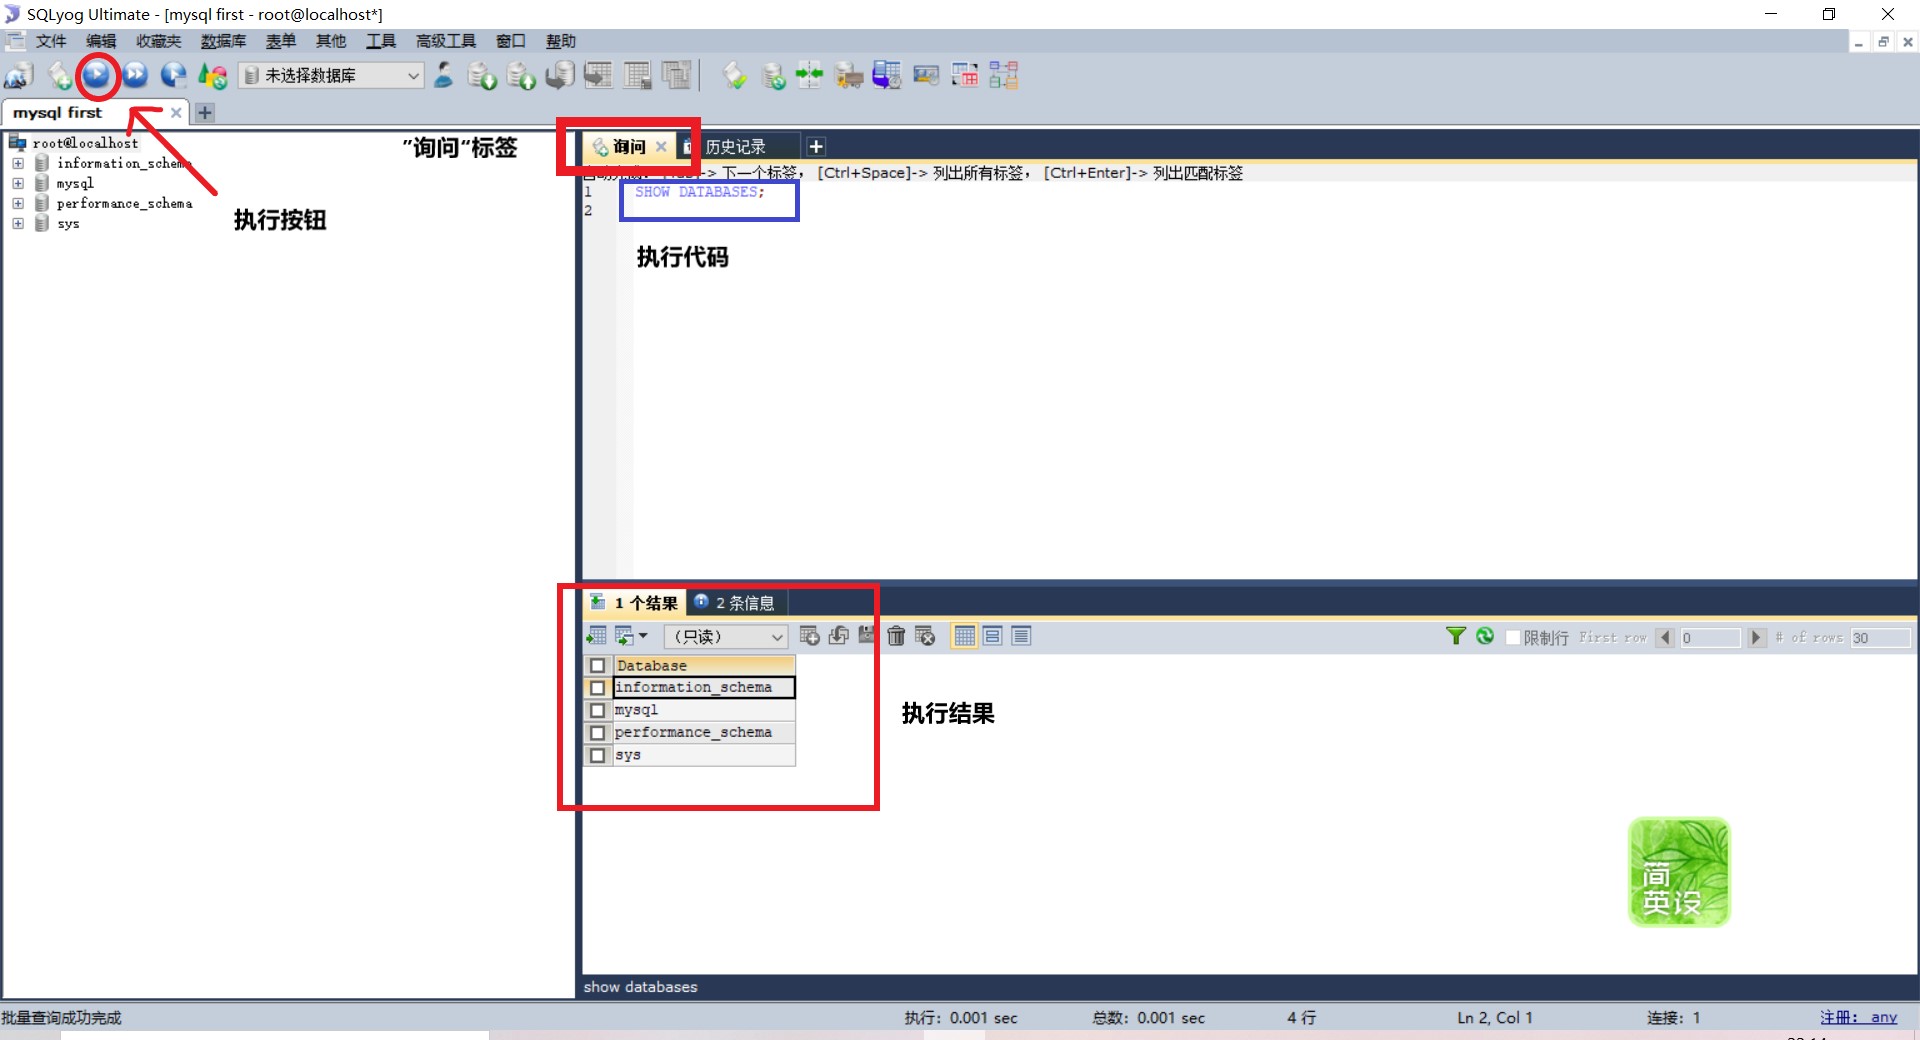 SQLyog Ultimate - [mysql first - root@localhost*]
文件 编辑 收藏夹 数据库 表单 其他 工具 高级工具 窗口 帮助
未选择数据库
mysql first
root@localhost
information_schema
mysql
performance_schema
sys
执行按钮
”询问“标签
询问 历史记录
下一个标签， [Ctrl+Space]-> 列出所有标签， [Ctrl+Enter]-> 列出匹配标签
1 SHOW DATABASES;
2
执行代码
1 个结果 2 条信息
（只读）
限制行 First row 0 # of rows 30
Database
information_schema
mysql
performance_schema
sys
执行结果
简
英设
show databases
批量查询成功完成 执行: 0.001 sec 总数: 0.001 sec 4 行 Ln 2, Col 1 连接: 1 注册: any